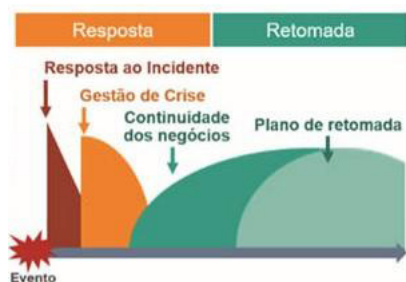 Resposta
Retomada
Resposta ao Incidente
Gestão de Crise
Continuidade
dos negócios
Plano de retomada
Evento